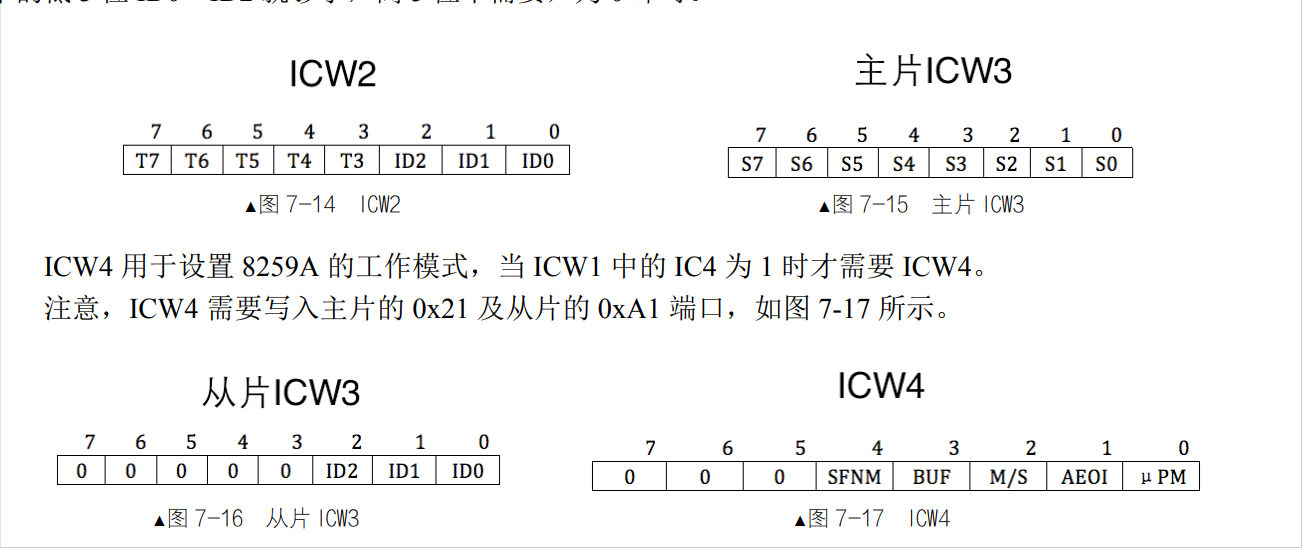 ICW2
7 6 5 4 3 2 1 0
T7 T6 T5 T4 T3 ID2 ID1 ID0
▲图 7-14 ICW2
主片ICW3
7 6 5 4 3 2 1 0
S7 S6 S5 S4 S3 S2 S1 S0
▲图 7-15 主片 ICW3
ICW4 用于设置 8259A 的工作模式，当 ICW1 中的 IC4 为 1 时才需要 ICW4。
注意，ICW4 需要写入主片的 0x21 及从片的 0xA1 端口，如图 7-17 所示。
从片ICW3
7 6 5 4 3 2 1 0
0 0 0 0 0 ID2 ID1 ID0
▲图 7-16 从片 ICW3
ICW4
7 6 5 4 3 2 1 0
0 0 0 SFNM BUF M/S AEOI μPM
▲图 7-17 ICW4